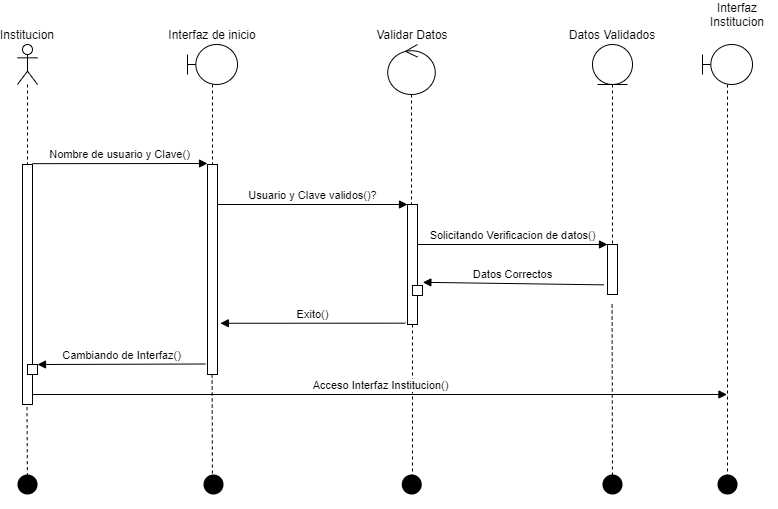 Interfaz
Institucion
Institucion
Interfaz de inicio
Validar Datos
Datos Validados
Nombre de usuario y Clave()
Usuario y Clave validos()?
Solicitando Verificacion de datos()
Datos Correctos
Exito()
Cambiando de Interfaz()
Acceso Interfaz Institucion()